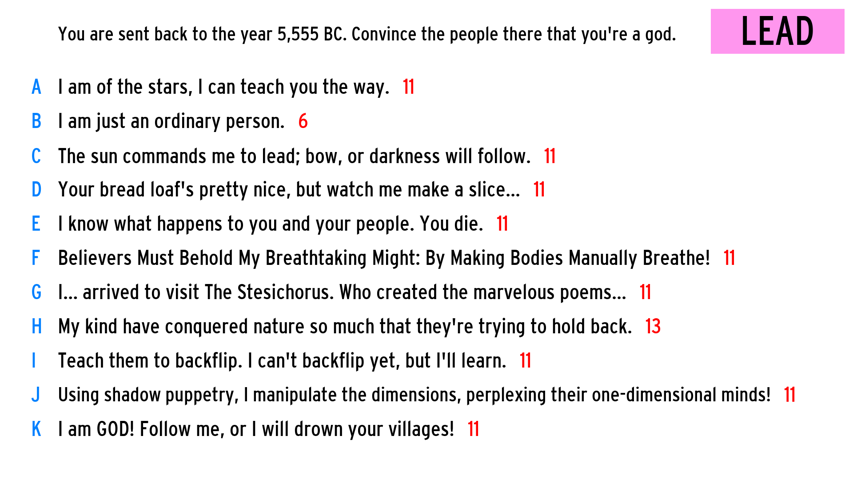 You are sent back to the year 5,555 BC. Convince the people there that you're a god.
LEAD
A I am of the stars, I can teach you the way. 11
B I am just an ordinary person. 6
C The sun commands me to lead; bow, or darkness will follow. 11
D Your bread loaf's pretty nice, but watch me make a slice... 11
E I know what happens to you and your people. You die. 11
F Believers Must Behold My Breathtaking Might: By Making Bodies Manually Breathe! 11
G I... arrived to visit The Stesichorus. Who created the marvelous poems... 11
H My kind have conquered nature so much that they're trying to hold back. 13
I Teach them to backflip. I can't backflip yet, but I'll learn. 11
J Using shadow puppetry, I manipulate the dimensions, perplexing their one-dimensional minds! 11
K I am GOD! Follow me, or I will drown your villages! 11